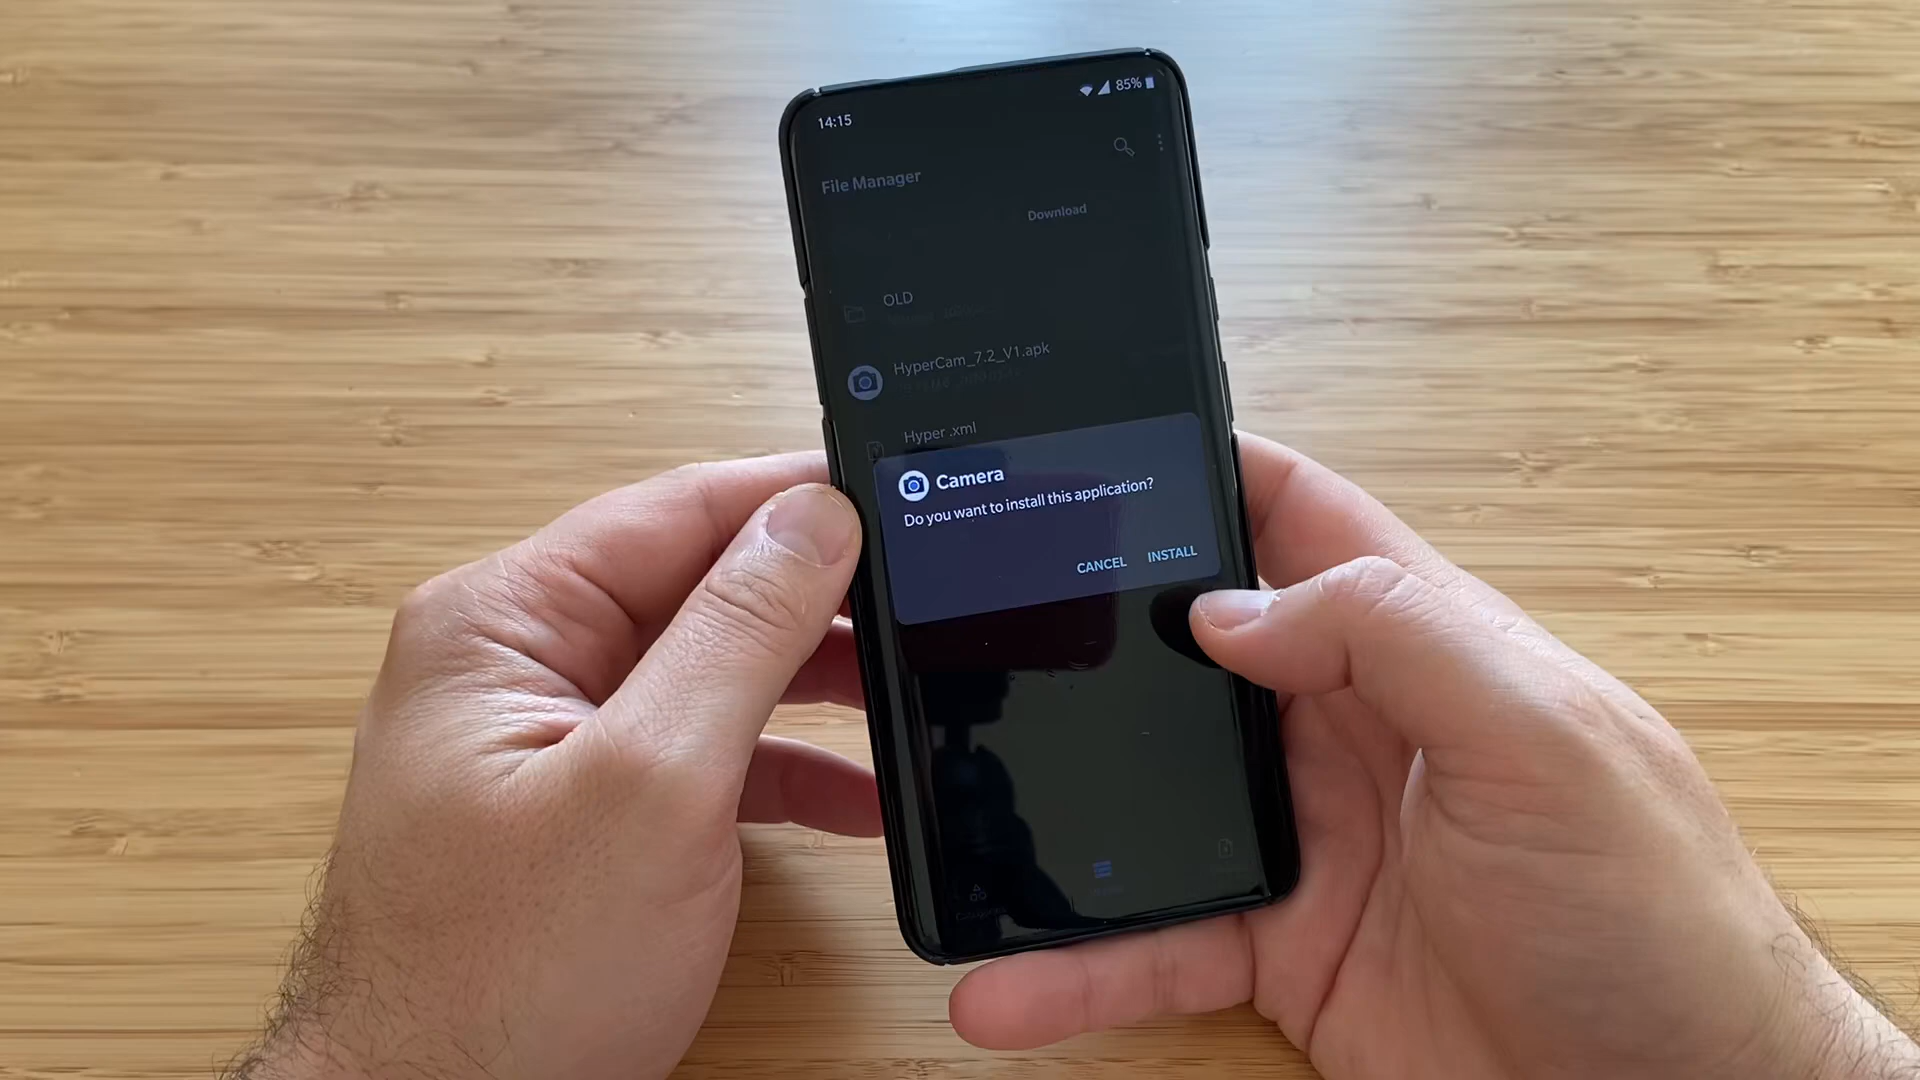 14:15
85%
File Manager
Download
OLD
HyperCam_7.2_V1.apk
Hyper .xml
Camera
Do you want to install this application?
CANCEL
INSTALL